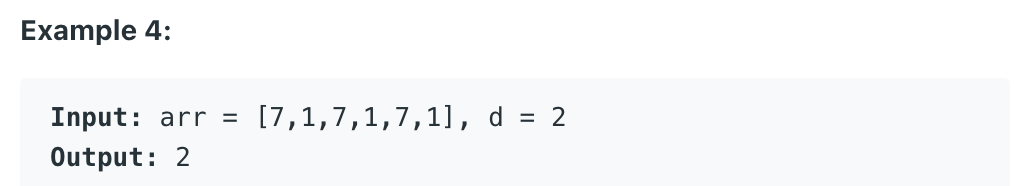 Example 4:
Input: arr = [7,1,7,1,7,1], d = 2
Output: 2